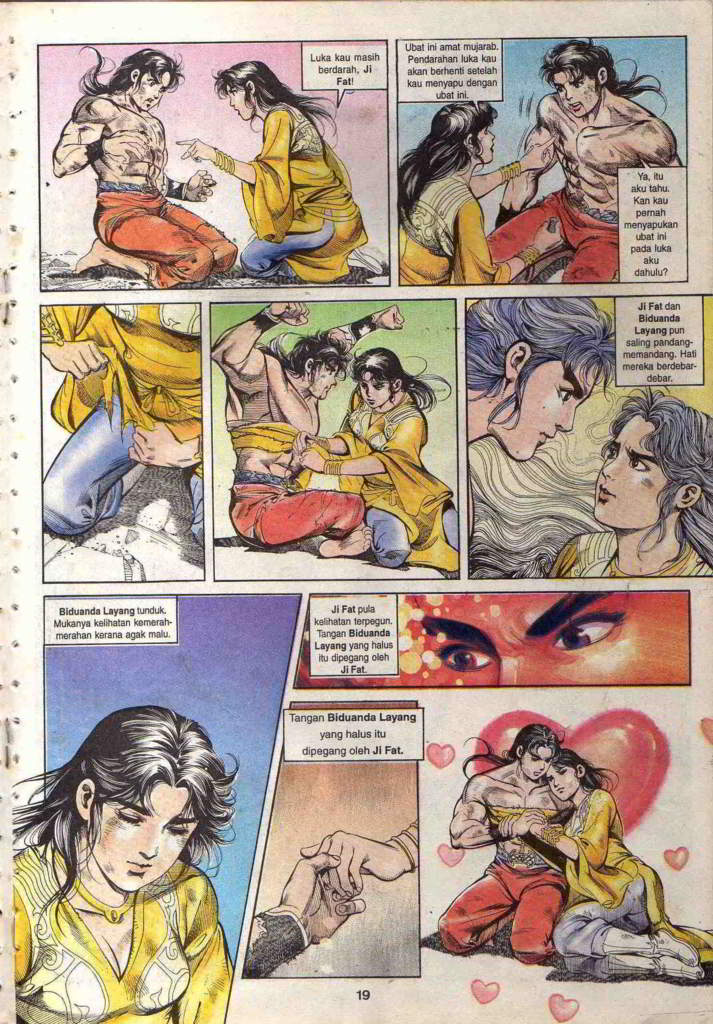 Luka kau masih
berdarah, Ji
Fat!
Ubat ini amat mujarab.
Pendarahan luka kau
akan berhenti setelah
kau menyapu dengan
ubat ini.
Ya, itu
aku tahu.
Kan kau
pernah
menyapukan
ubat ini
pada luka
aku
dahulu?
Ji Fat dan
Biduanda
Layang pun
saling pandang-
memandang. Hati
mereka berdebar-
debar.
Biduanda Layang tunduk.
Mukanya kelihatan kemerah-
merahan kerana agak malu.
Ji Fat pula
kelihatan terpegun.
Tangan Biduanda
Layang yang halus
itu dipegang oleh
Ji Fat.
Tangan Biduanda Layang
yang halus itu
dipegang oleh Ji Fat.
19